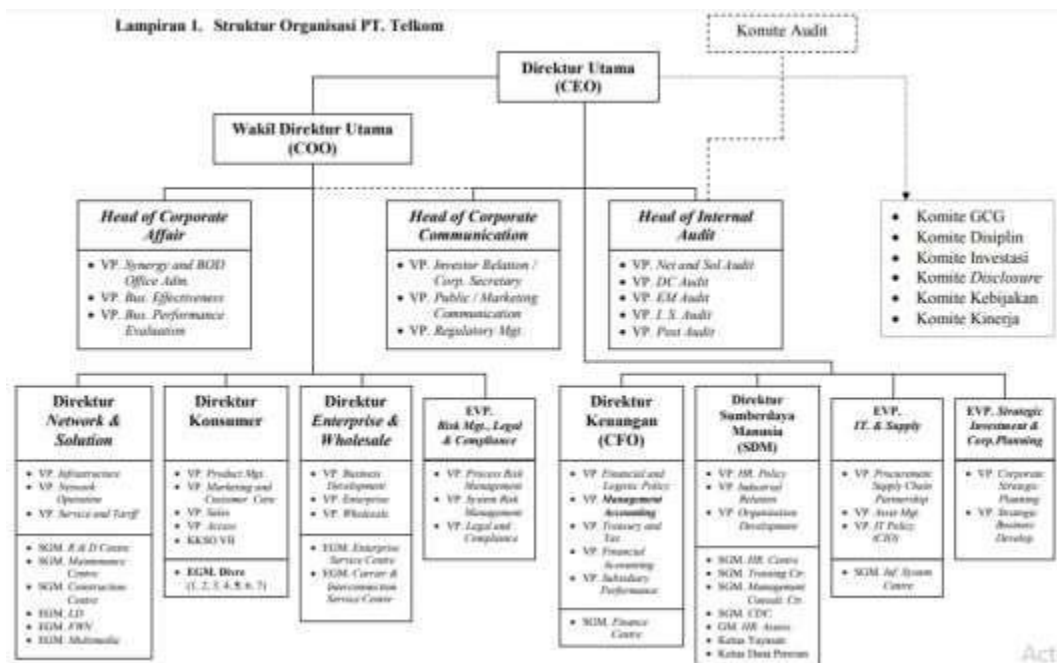 Lampiran 1. Struktur Organisasi PT. Telkom
Komite Audit
Direktur Utama
(CEO)
Wakil Direktur Utama
(COO)
Head of Corporate
Affair
• VP. Synergy and BOD
Office Adm.
• VP. Bus. Effectiveness
• VP. Bus. Performance
Evaluation
Head of Corporate
Communication
• VP. Investor Relation /
Corp. Secretary
• VP. Public / Marketing
Communication
• VP. Regulatory Mgt.
Head of Internal
Audit
• VP. Net and Sol Audit
• VP. DC Audit
• VP. EM Audit
• VP. I. S. Audit
• VP. Post Audit
• Komite GCG
• Komite Disiplin
• Komite Investasi
• Komite Disclosure
• Komite Kebijakan
• Komite Kinerja
Direktur
Network &
Solution
• VP. Infrastructure
• VP. Network
Operation
• VP. Service and Tariff
• SGM. R & D Centre
• SGM. Maintenance
Centre
• SGM. Construction
Centre
• EGM. LD
• EGM. FWN
• EGM. Multimedia
Direktur
Konsumer
• VP. Product Mgt.
• VP. Marketing and
Customer Care
• VP. Sales
• VP. Access
• KKSO VII
• EGM. Divre
(1, 2, 3, 4, 5, 6, 7)
Direktur
Enterprise &
Wholesale
• VP. Business
Development
• VP. Enterprise
• VP. Wholesale
• EGM. Enterprise
Service Centre
• EGM. Carrier &
Interconnection
Service Centre
EVP.
Risk Mgt., Legal
& Compliance
• VP. Process Risk
Management
• VP. System Risk
Management
• VP. Legal and
Compliance
Direktur
Keuangan
(CFO)
• VP. Financial and
Logistic Policy
• VP. Management
Accounting
• VP. Treasury and
Tax
• VP. Financial
Accounting
• VP. Subsidiary
Performance
• SGM. Finance
Centre
Direktur
Sumberdaya
Manusia
(SDM)
• VP. HR. Policy
• VP. Industrial
Relation
• VP. Organization
Development
• SGM. HR. Centre
• SGM. Training Ctr.
• SGM. Management
Consult. Ctr.
• SGM. CDC
• GM. HR. Assess
• Ketua Yayasan
• Ketua Dana Pensiun
EVP.
IT. & Supply
• VP. Procurement
Supply Chain
Partnership
• VP. Asset Mgt.
• VP. IT Policy
(CIO)
• SGM. Inf. System
Centre
EVP. Strategic
Investment &
Corp.Planning
• VP. Corporate
Strategic
Planning
• VP. Strategic
Business
Develop.
Act